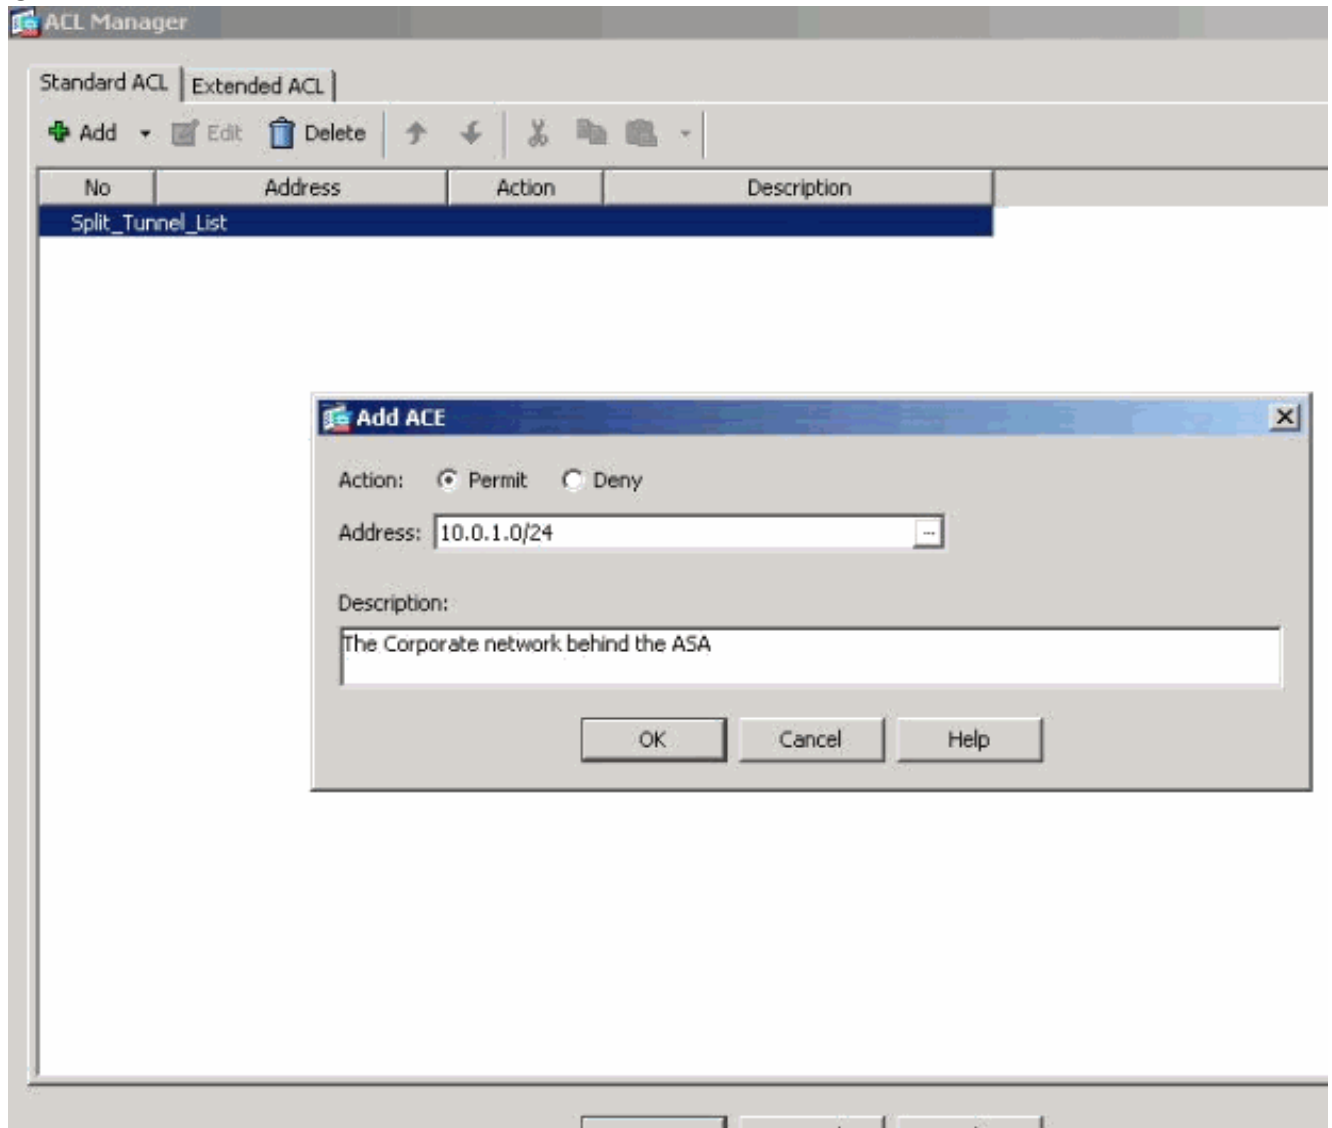 ACL Manager
Standard ACL Extended ACL
Add Edit Delete
No Address Action Description
Split_Tunnel_List
Add ACE
Action: Permit Deny
Address: 10.0.1.0/24 ...
Description:
The Corporate network behind the ASA
OK Cancel Help